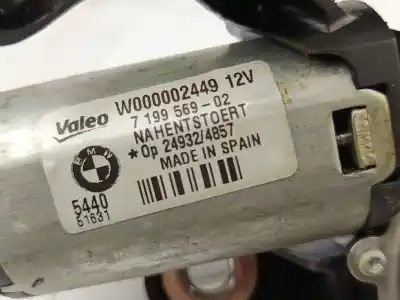 Valeo W000002449 12V
7 199 569-02
NAHENTSTOERT
*Op 24932/4857
MADE IN SPAIN
BMW
5440
61631